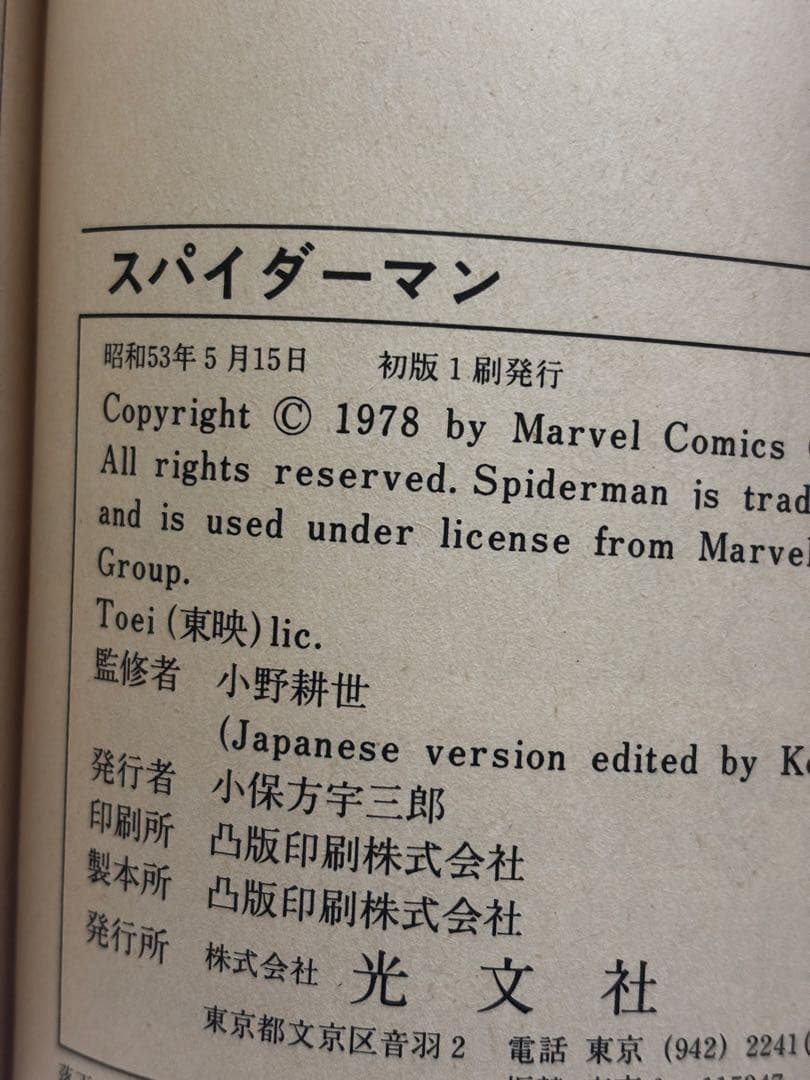 スパイダーマン
昭和53年5月15日 初版1刷発行
Copyright © 1978 by Marvel Comics
All rights reserved. Spiderman is
and is used under license from Marvel
Group.
Toei (東映) lic.
監修者 小野耕世
(Japanese version edited by
発行者 小保方宇三郎
印刷所 凸版印刷株式会社
製本所 凸版印刷株式会社
発行所 株式会社 光文社
東京都文京区音羽2 電話 東京 (942) 2241(